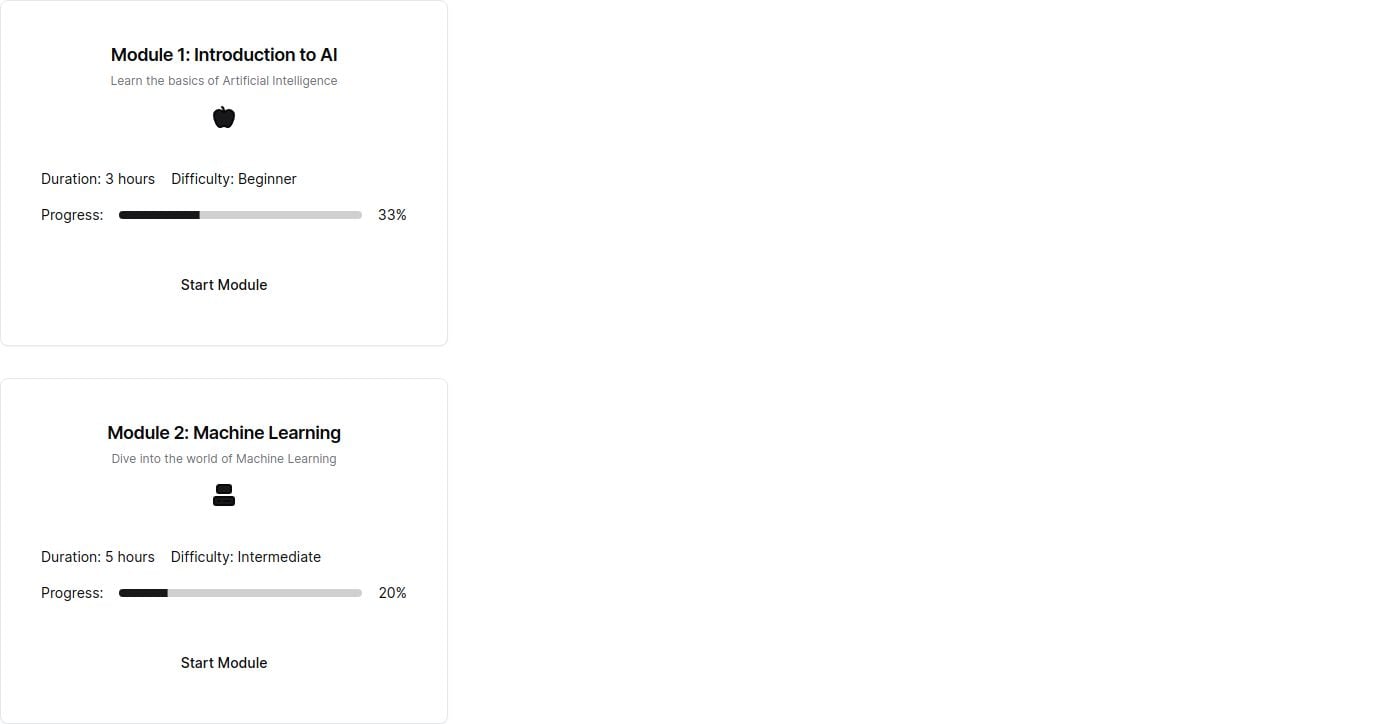 Module 1: Introduction to AI
Learn the basics of Artificial Intelligence
Duration: 3 hours Difficulty: Beginner
Progress: 33%
Start Module
Module 2: Machine Learning
Dive into the world of Machine Learning
Duration: 5 hours Difficulty: Intermediate
Progress: 20%
Start Module